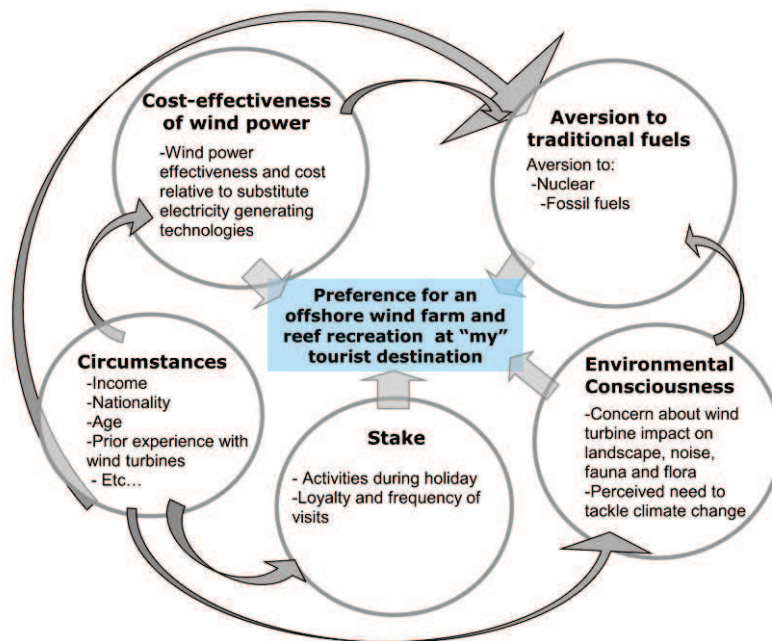 Cost-effectiveness
of wind power
-Wind power
effectiveness and cost
relative to substitute
electricity generating
technologies
Aversion to
traditional fuels
Aversion to:
-Nuclear
-Fossil fuels
Preference for an
offshore wind farm and
reef recreation at “my”
tourist destination
Circumstances
-Income
-Nationality
-Age
-Prior experience with
wind turbines
- Etc...
Stake
- Activities during holiday
-Loyalty and frequency of
visits
Environmental
Consciousness
-Concern about wind
turbine impact on
landscape, noise,
fauna and flora
-Perceived need to
tackle climate change